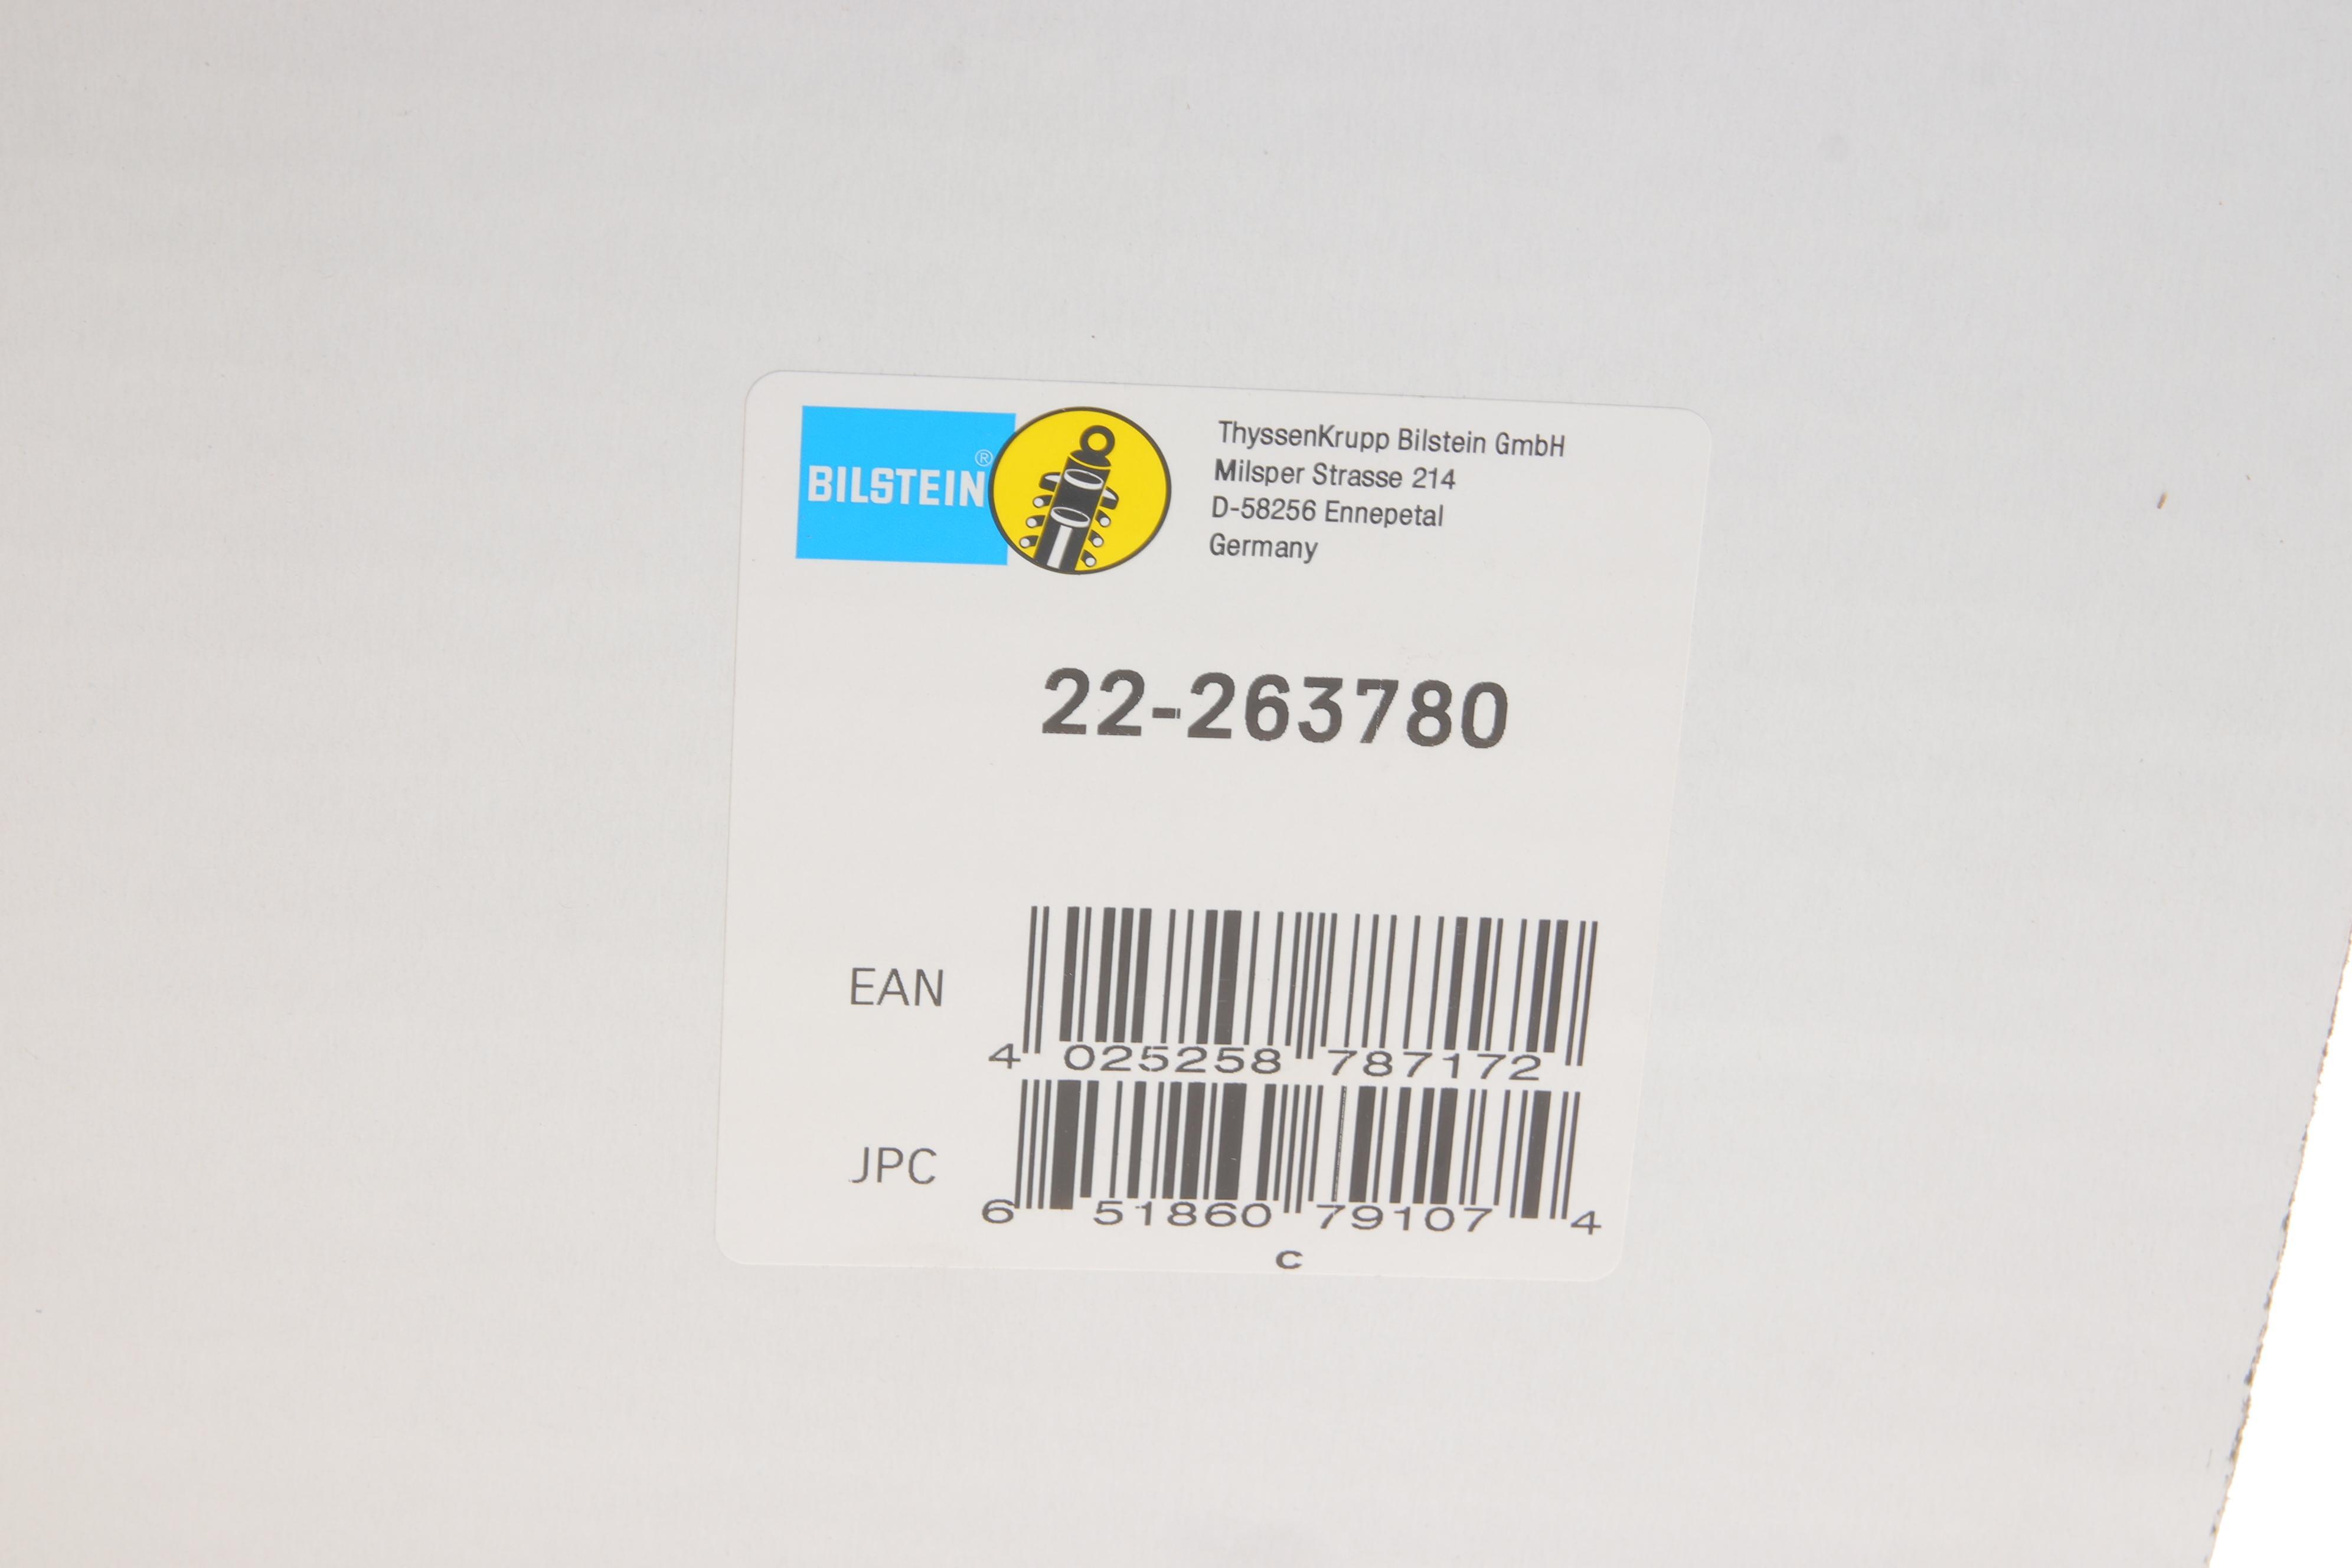 BILSTEIN®
ThyssenKrupp Bilstein GmbH
Milsper Strasse 214
D-58256 Ennepetal
Germany
22-263780
EAN
4 025258 787172
JPC
6 51860 79107 4
C